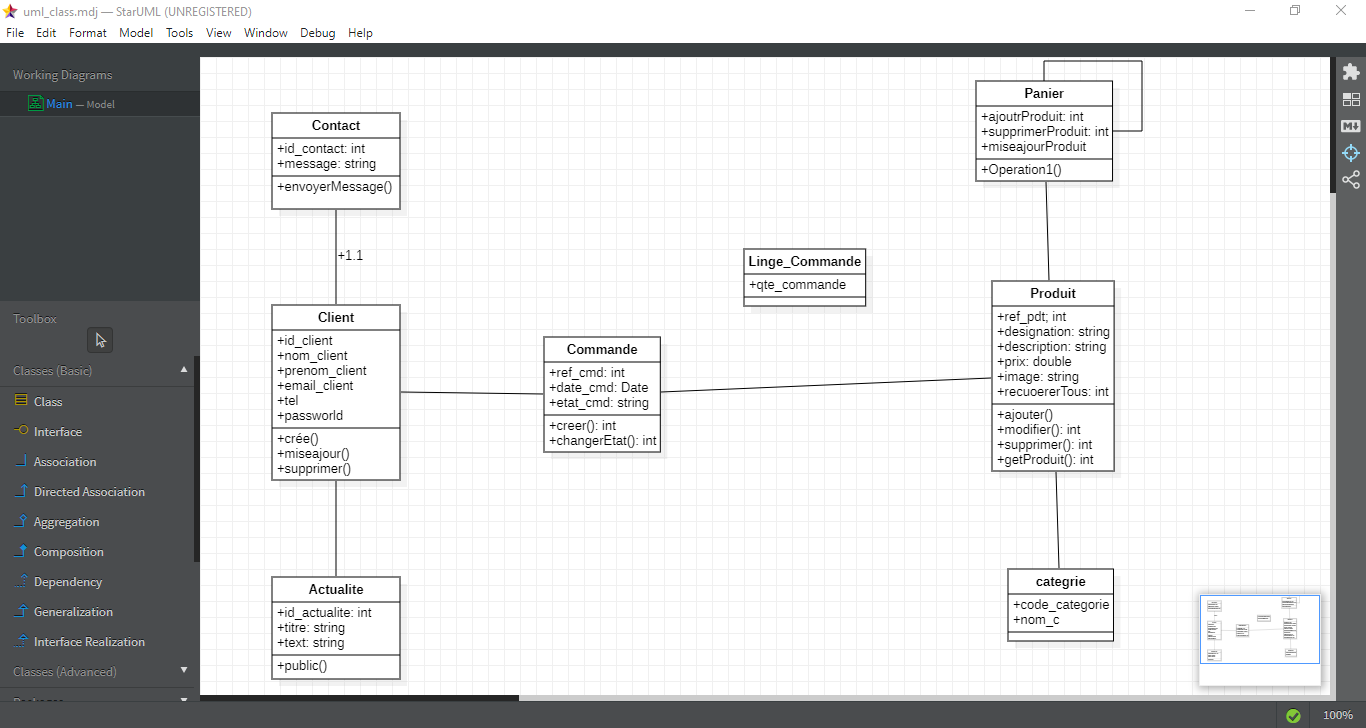 uml_class.mdj — StarUML (UNREGISTERED)
File Edit Format Model Tools View Window Debug Help
Working Diagrams
Main — Model
Toolbox
Classes (Basic)
Class
Interface
Association
Directed Association
Aggregation
Composition
Dependency
Generalization
Interface Realization
Classes (Advanced)
Contact
+id_contact: int
+message: string
+envoyerMessage()
+1.1
Client
+id_client
+nom_client
+prenom_client
+email_client
+tel
+passworld
+crée()
+miseajour()
+supprimer()
Actualite
+id_actualite: int
+titre: string
+text: string
+public()
Commande
+ref_cmd: int
+date_cmd: Date
+etat_cmd: string
+creer(): int
+changerEtat(): int
Linge_Commande
+qte_commande
Panier
+ajoutrProduit: int
+supprimerProduit: int
+miseajourProduit
+Operation1()
Produit
+ref_pdt; int
+designation: string
+description: string
+prix: double
+image: string
+recuoererTous: int
+ajouter()
+modifier(): int
+supprimer(): int
+getProduit(): int
categrie
+code_categorie
+nom_c
M
100%